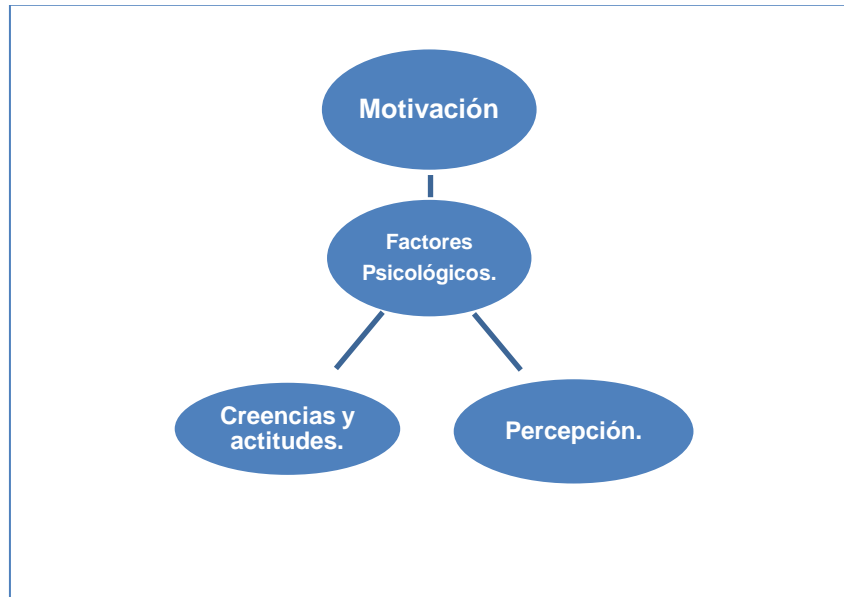 Motivación
Factores
Psicológicos.
Creencias y
actitudes.
Percepción.